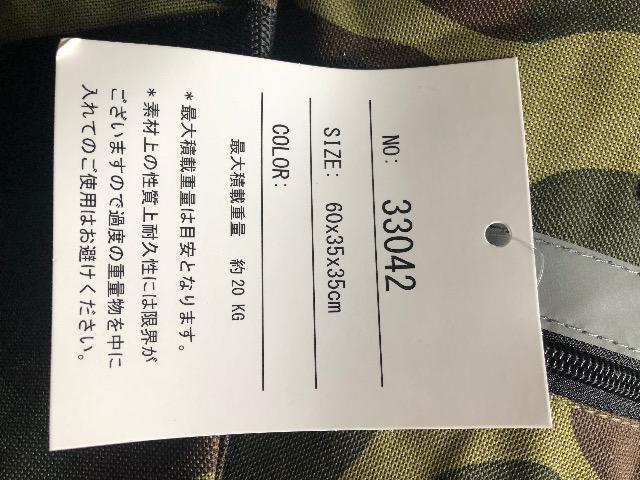 NO: 33042
SIZE: 60x35x35cm
COLOR:
最大積載重量 約20 KG
*最大積載重量は目安となります。
*素材上の性質上耐久性には限界が
ございますので過度の重量物を中に
入れてのご使用はお避けください。